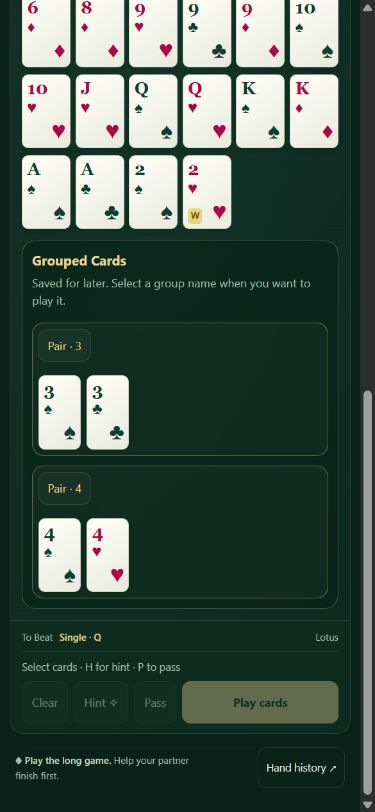 6 8 9 9 9 10
♦ ♦ ♥ ♣ ♦ ♠
10 J Q Q K K
♥ ♥ ♠ ♥ ♠ ♦
A A 2 2
♠ ♣ ♠ ♥
W
Grouped Cards
Saved for later. Select a group name when you want to
play it.
Pair · 3
3 3
♠ ♣
Pair · 4
4 4
♠ ♥
To Beat Single · Q Lotus
Select cards · H for hint · P to pass
Clear Hint ✧ Pass Play cards
♠ Play the long game. Help your partner
finish first.
Hand history ↗